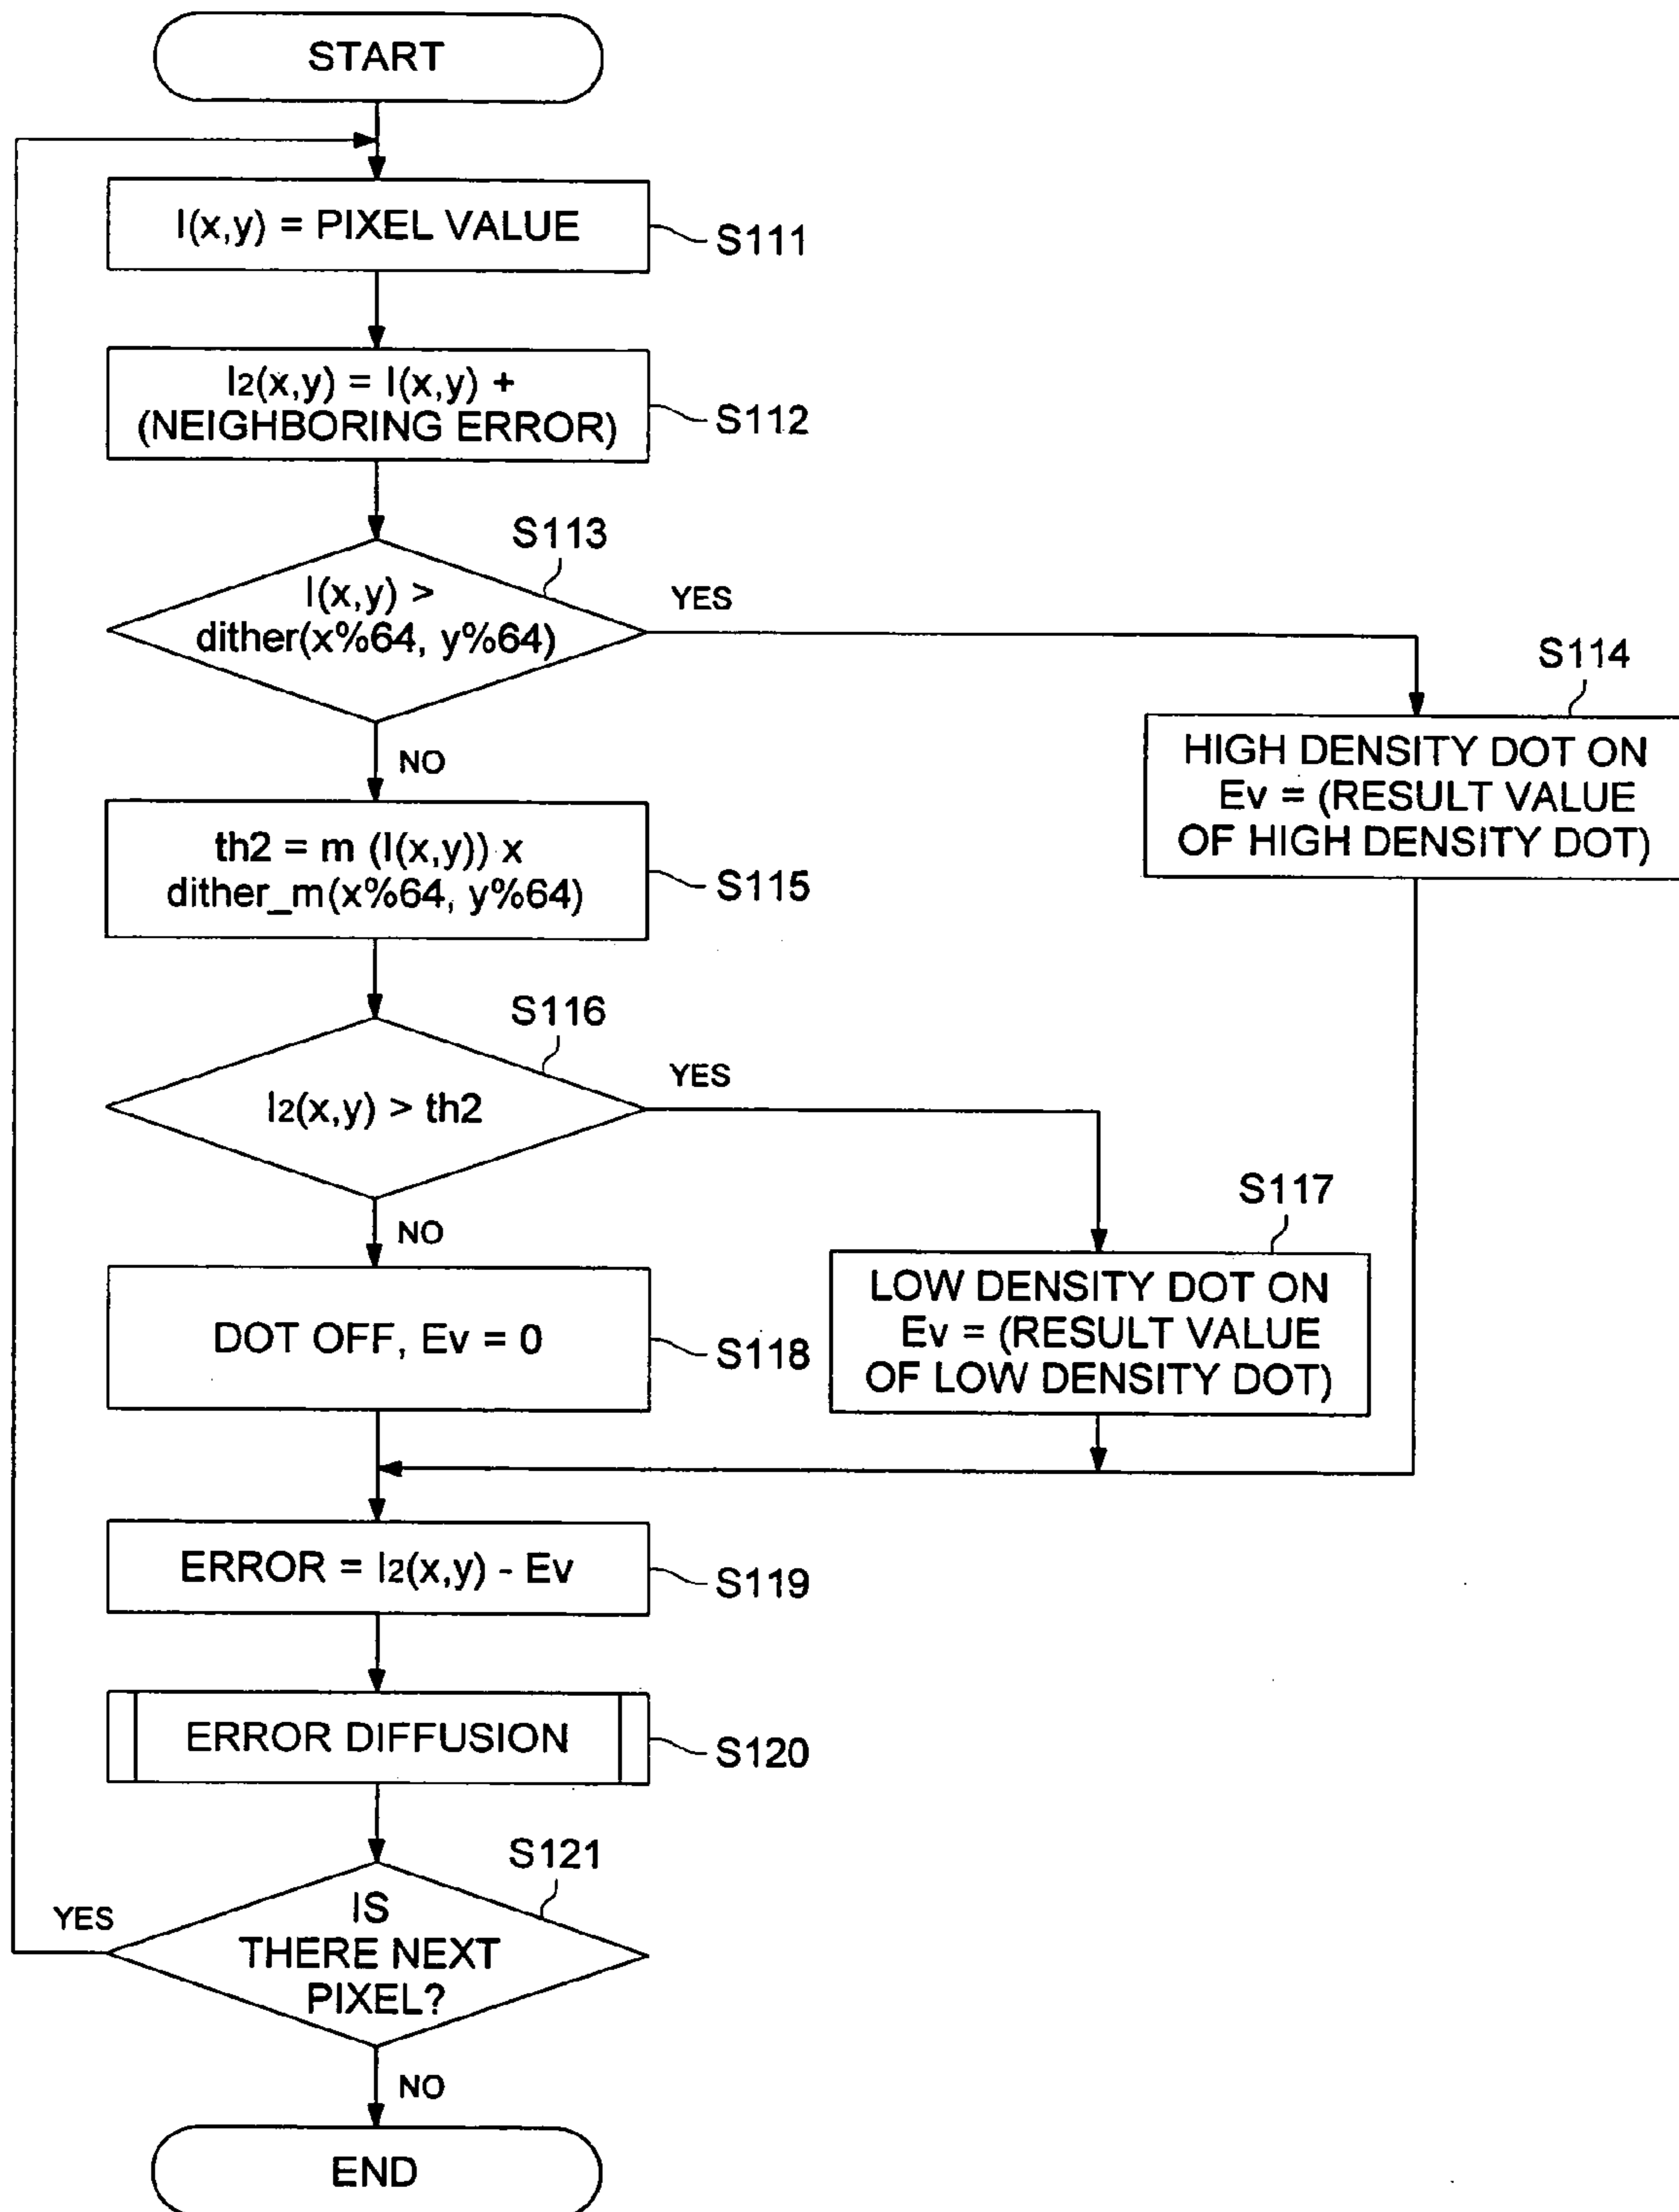 START
I(x,y) = PIXEL VALUE
S111
I2(x,y) = I(x,y) +
(NEIGHBORING ERROR)
S112
S113
I(x,y) >
dither(x%64, y%64)
YES
NO
S114
HIGH DENSITY DOT ON
Ev = (RESULT VALUE
OF HIGH DENSITY DOT)
th2 = m (I(x,y)) x
dither_m(x%64, y%64)
S115
S116
I2(x,y) > th2
YES
NO
S117
LOW DENSITY DOT ON
Ev = (RESULT VALUE
OF LOW DENSITY DOT)
DOT OFF, Ev = 0
S118
ERROR = I2(x,y) - Ev
S119
ERROR DIFFUSION
S120
S121
IS
THERE NEXT
PIXEL?
YES
NO
END